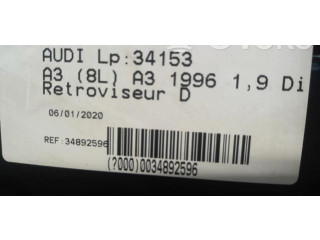 AUDI Lp:34153
A3 (8L) A3 1996 1,9 Di
Retroviseur D
06/01/2020
REF:34892596
(?000)0034892596